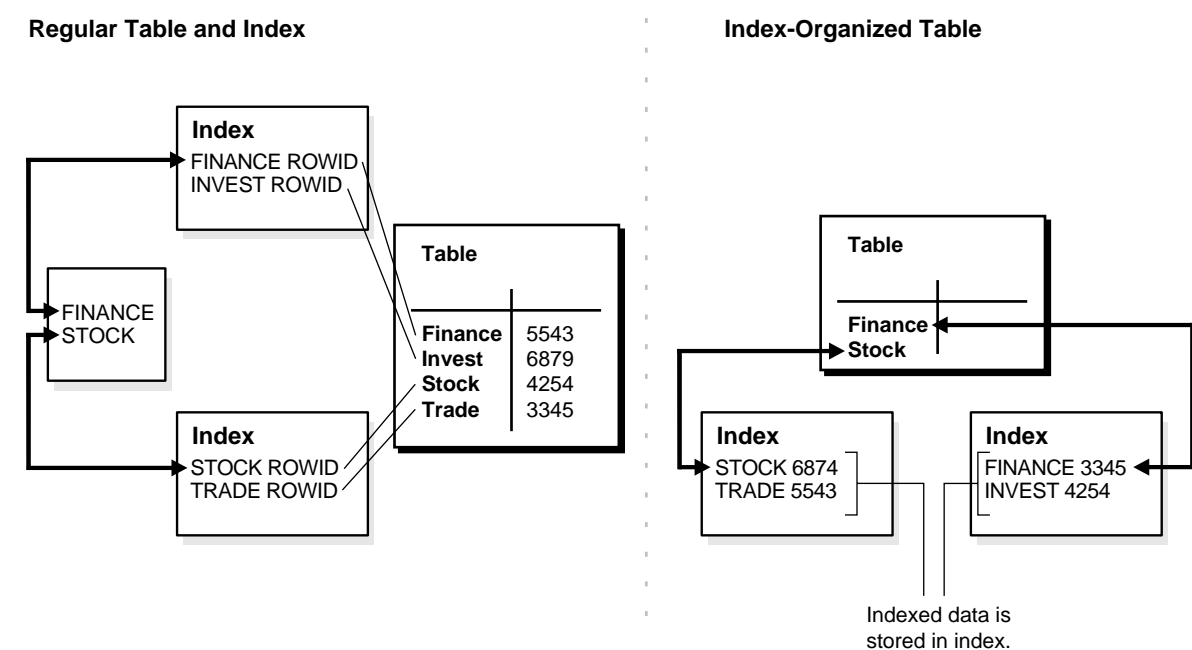 Regular Table and Index
Index
FINANCE ROWID
INVEST ROWID
FINANCE
STOCK
Table
Finance 5543
Invest 6879
Stock 4254
Trade 3345
Index
STOCK ROWID
TRADE ROWID
Index-Organized Table
Table
Finance
Stock
Index
STOCK 6874
TRADE 5543
Index
FINANCE 3345
INVEST 4254
Indexed data is
stored in index.